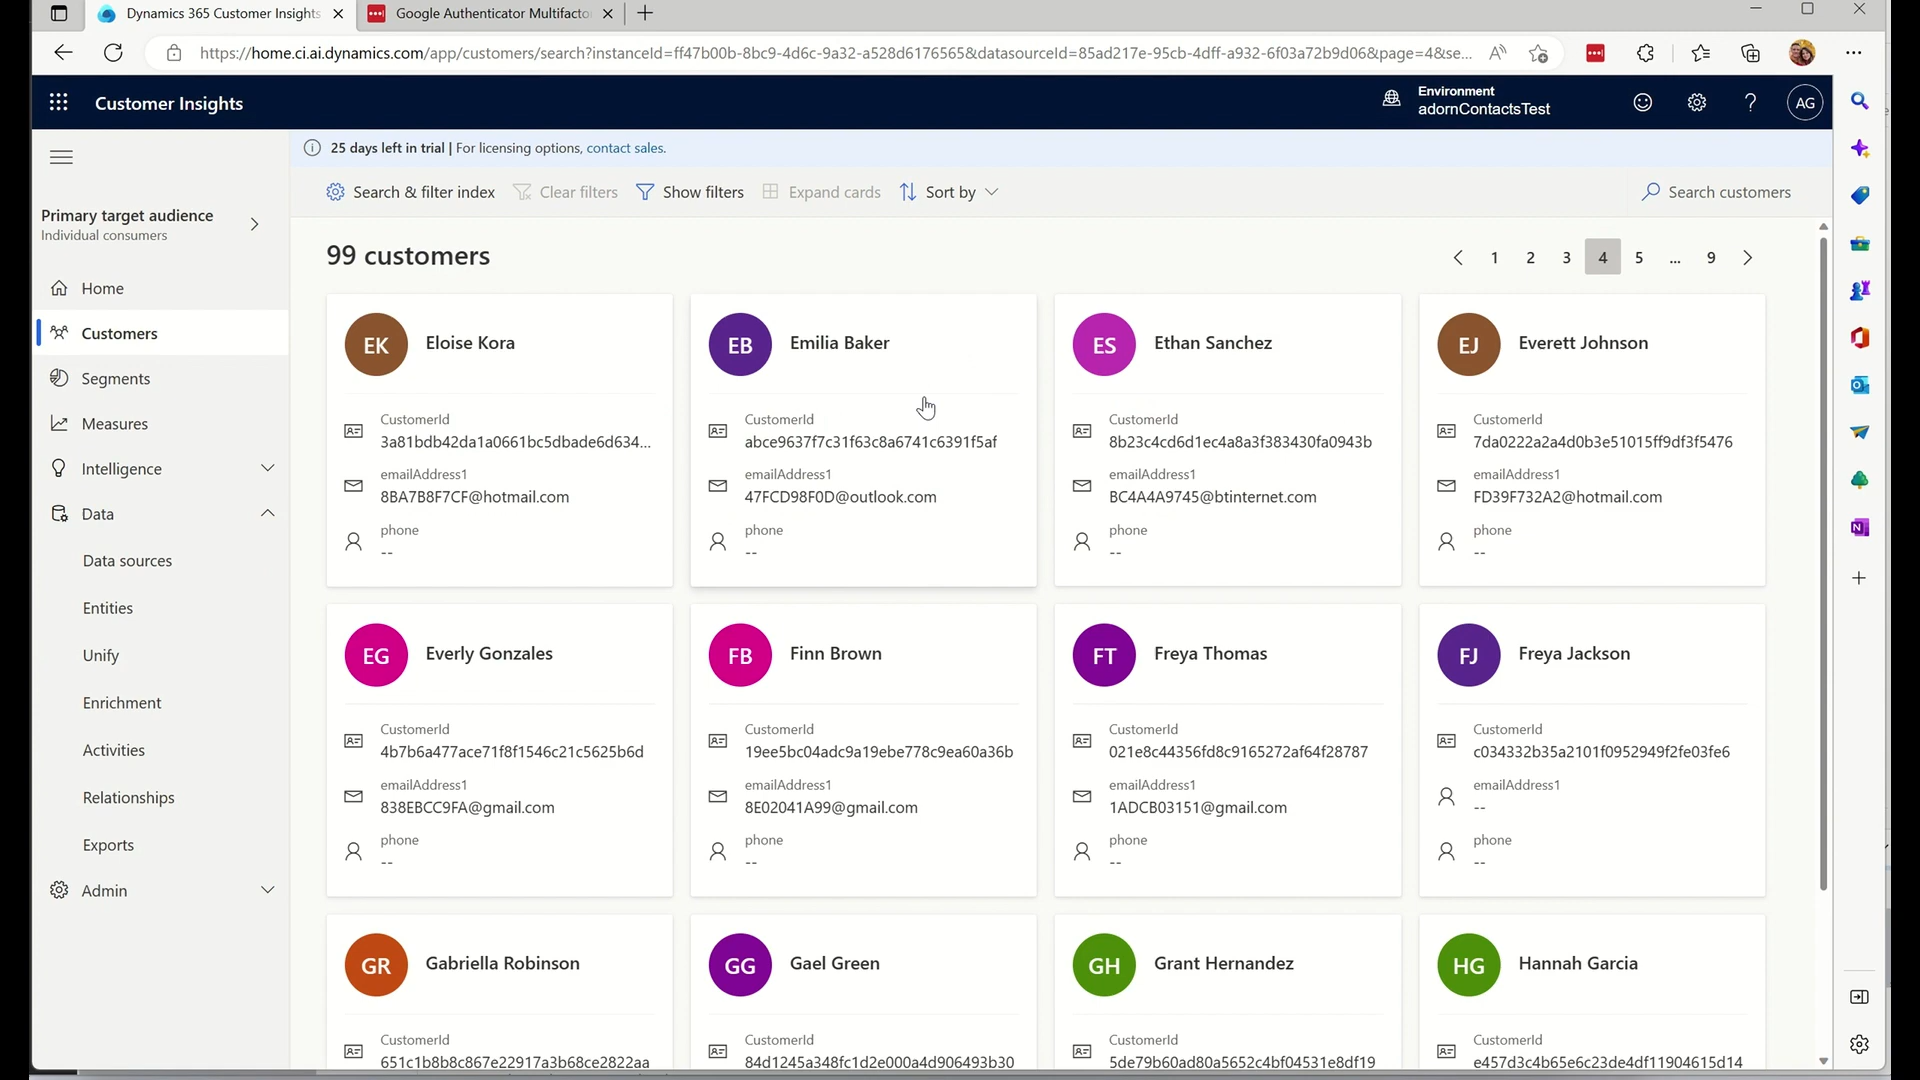 Dynamics 365 Customer Insights
Google Authenticator Multifacto
https://home.ci.ai.dynamics.com/app/customers/search?instanceId=ff47b00b-8bc9-4d6c-9a32-a528d6176565&datasourceId=85ad217e-95cb-4dff-a932-6f03a72b9d06&page=4&se...
Customer Insights
Environment
adornContactsTest
AG
25 days left in trial | For licensing options, contact sales.
Search & filter index
Clear filters
Show filters
Expand cards
Sort by
Search customers
Primary target audience
Individual consumers
Home
Customers
Segments
Measures
Intelligence
Data
Data sources
Entities
Unify
Enrichment
Activities
Relationships
Exports
Admin
99 customers
1 2 3 4 5 ... 9
EK Eloise Kora
CustomerId
3a81bdb42da1a0661bc5dbade6d634...
emailAddress1
8BA7B8F7CF@hotmail.com
phone
--
EB Emilia Baker
CustomerId
abce9637f7c31f63c8a6741c6391f5af
emailAddress1
47FCD98F0D@outlook.com
phone
--
ES Ethan Sanchez
CustomerId
8b23c4cd6d1ec4a8a3f383430fa0943b
emailAddress1
BC4A4A9745@btinternet.com
phone
--
EJ Everett Johnson
CustomerId
7da0222a2a4d0b3e51015ff9df3f5476
emailAddress1
FD39F732A2@hotmail.com
phone
--
EG Everly Gonzales
CustomerId
4b7b6a477ace71f8f1546c21c5625b6d
emailAddress1
838EBCC9FA@gmail.com
phone
--
FB Finn Brown
CustomerId
19ee5bc04adc9a19ebe778c9ea60a36b
emailAddress1
8E02041A99@gmail.com
phone
--
FT Freya Thomas
CustomerId
021e8c44356fd8c9165272af64f28787
emailAddress1
1ADCB03151@gmail.com
phone
--
FJ Freya Jackson
CustomerId
c034332b35a2101f0952949f2fe03fe6
emailAddress1
--
phone
--
GR Gabriella Robinson
CustomerId
651c1b8b8c867e22917a3b68ce2822aa
GG Gael Green
CustomerId
84d1245a348fc1d2e000a4d906493b30
GH Grant Hernandez
CustomerId
5de79b60ad80a5652c4bf04531e8df19
HG Hannah Garcia
CustomerId
e457d3c4b65e6c23de4df11904615d14